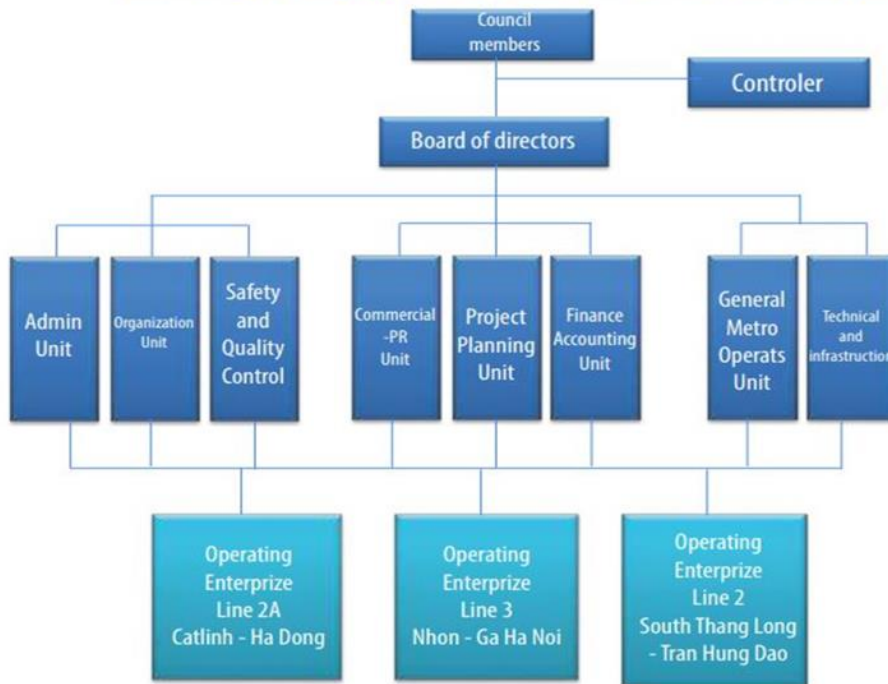 Council
members
Controler
Board of directors
Admin
Unit
Organization
Unit
Safety
and
Quality
Control
Commercial
-PR
Unit
Project
Planning
Unit
Finance
Accounting
Unit
General
Metro
Operats
Unit
Technical
and
infrastruction
Operating
Enterprize
Line 2A
Catlinh - Ha Dong
Operating
Enterprize
Line 3
Nhon - Ga Ha Noi
Operating
Enterprize
Line 2
South Thang Long
- Tran Hung Dao